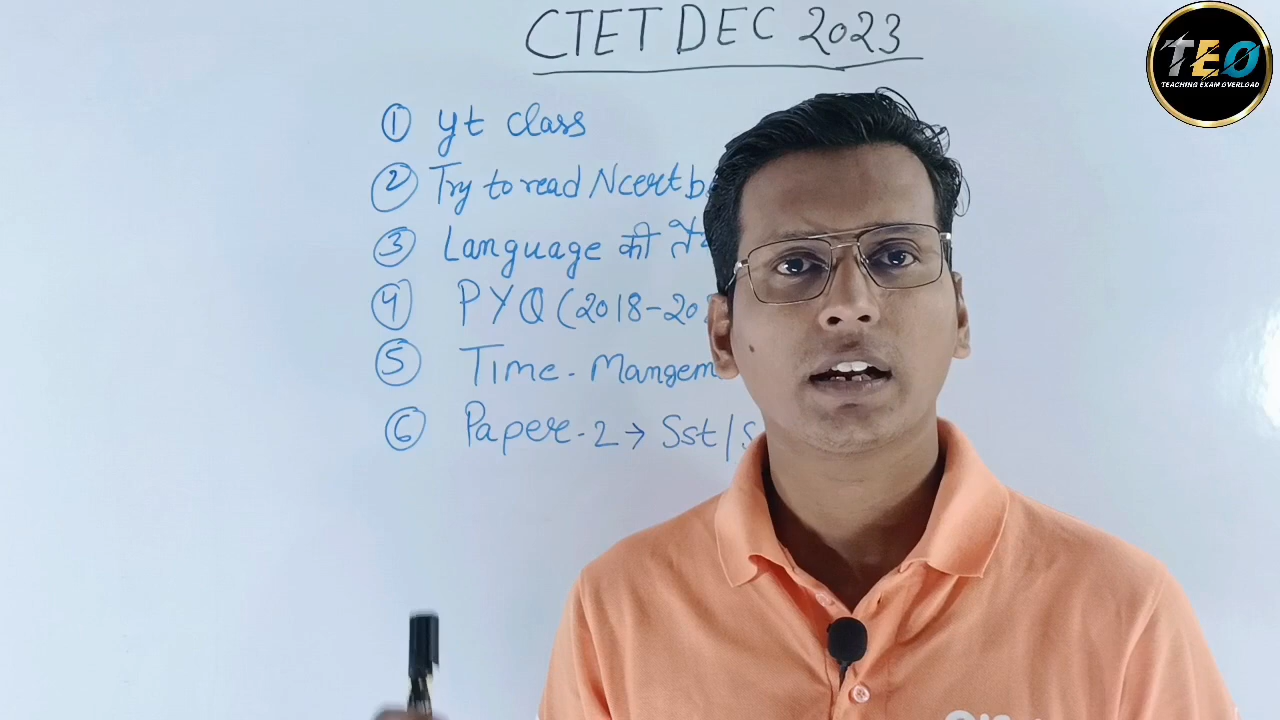 CTET DEC 2023
TEO
TEACHING EXAM OVERLOAD
① yt class
② Try to read Ncert b
③ Language की
④ PYQ (2018-20
⑤ Time - Mangem
⑥ Paper-2 → Sst/S